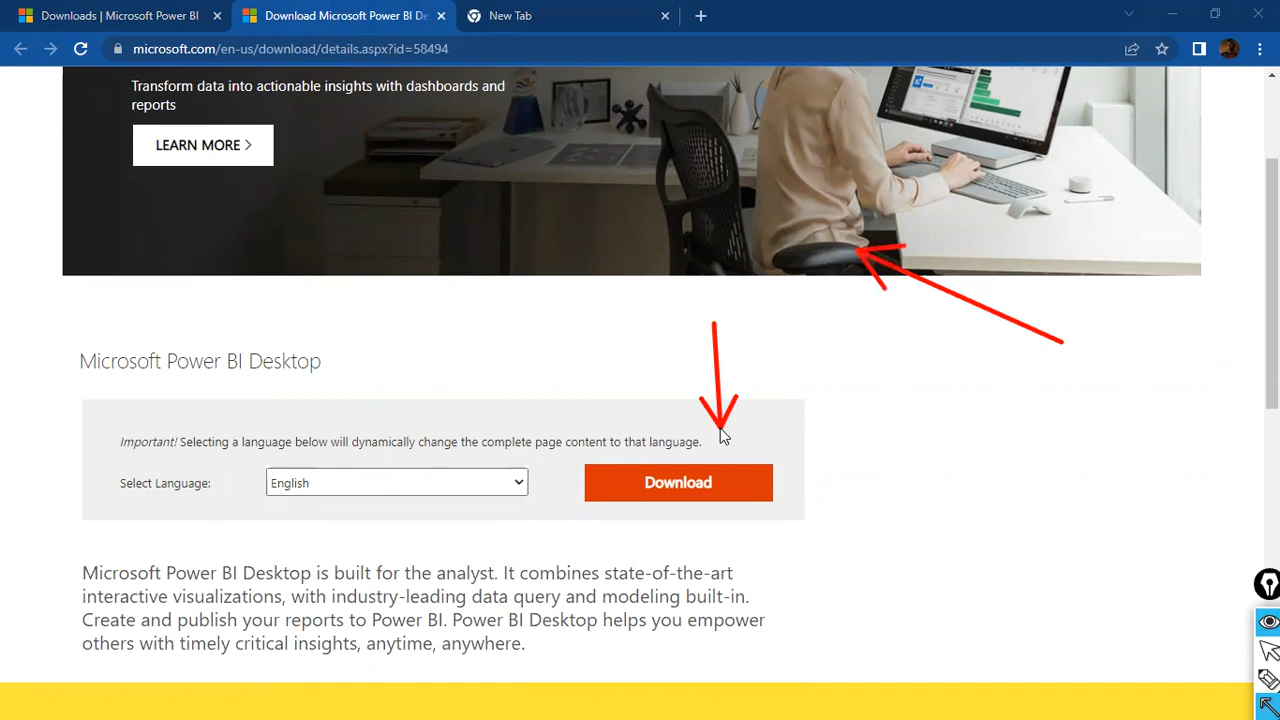 Downloads | Microsoft Power BI
Download Microsoft Power BI De
New Tab
microsoft.com/en-us/download/details.aspx?id=58494
Transform data into actionable insights with dashboards and
reports
LEARN MORE >
Microsoft Power BI Desktop
Important! Selecting a language below will dynamically change the complete page content to that language.
Select Language:
English
Download
Microsoft Power BI Desktop is built for the analyst. It combines state-of-the-art
interactive visualizations, with industry-leading data query and modeling built-in.
Create and publish your reports to Power BI. Power BI Desktop helps you empower
others with timely critical insights, anytime, anywhere.